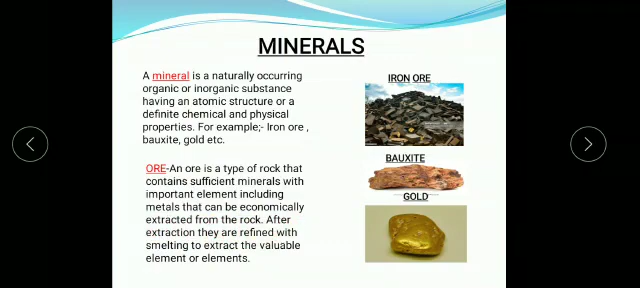 MINERALS
A mineral is a naturally occurring
organic or inorganic substance
having an atomic structure or a
definite chemical and physical
properties. For example;- Iron ore ,
bauxite, gold etc.
ORE-An ore is a type of rock that
contains sufficient minerals with
important element including
metals that can be economically
extracted from the rock. After
extraction they are refined with
smelting to extract the valuable
element or elements.
IRON ORE
BAUXITE
GOLD